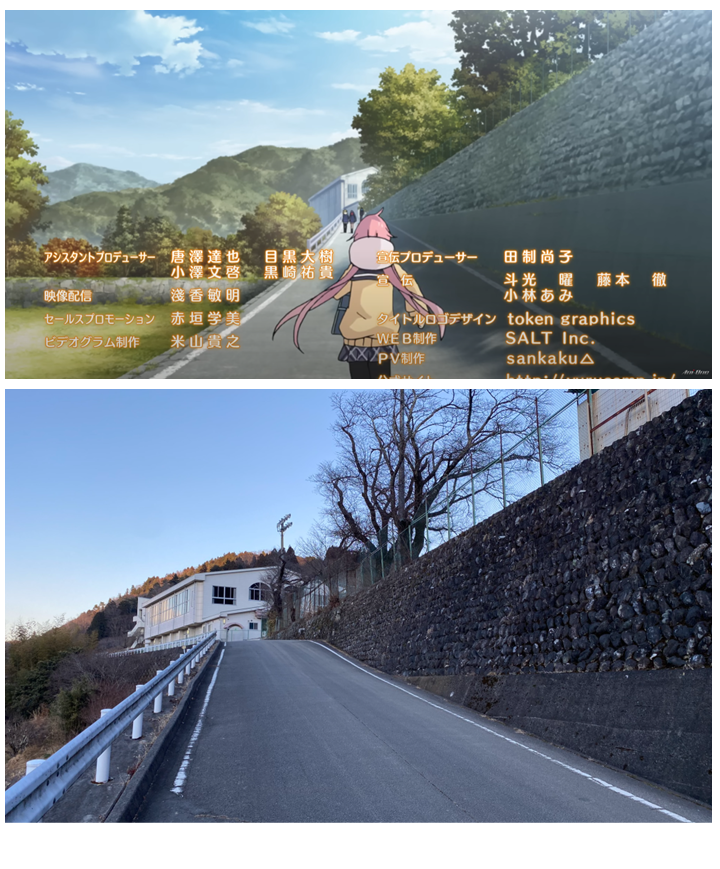 アシスタントプロデューサー 唐澤達也 目黒大樹
小澤文啓 黒崎祐貴
映像配信 淺香敏明
セールスプロモーション 赤垣学美
ビデオグラム制作 米山貴之
宣伝プロデューサー 田制尚子
宣伝 斗光 曜 藤本 徹
小林あみ
タイトルロゴデザイン token graphics
WEB制作 SALT Inc.
PV制作 sankaku△